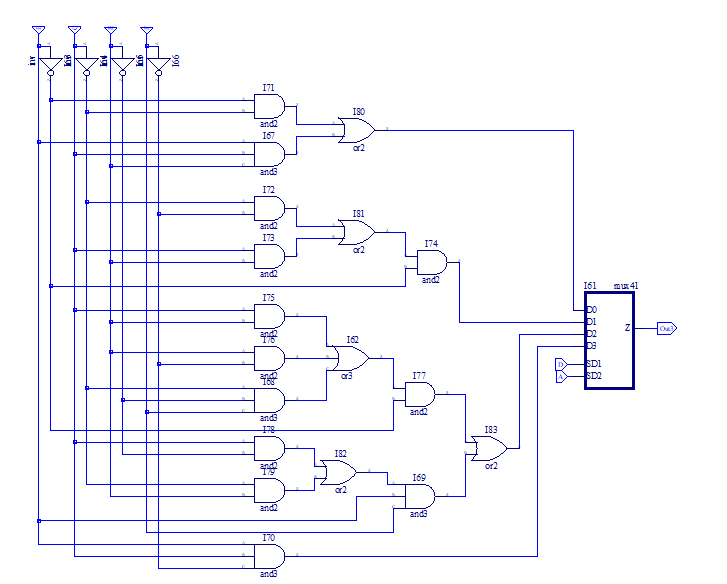 I66
I71
and2
I80
or2
I67
and3
I72
and2
I81
or2
I73
and2
I74
and2
I61
mux41
D0
D1
D2
D3
SD1
SD2
Z
Out3
D
A
I75
and2
I62
or3
I76
and2
I68
and3
I77
and2
I78
and2
I83
or2
I82
or2
I79
and2
I69
and3
I70
and3